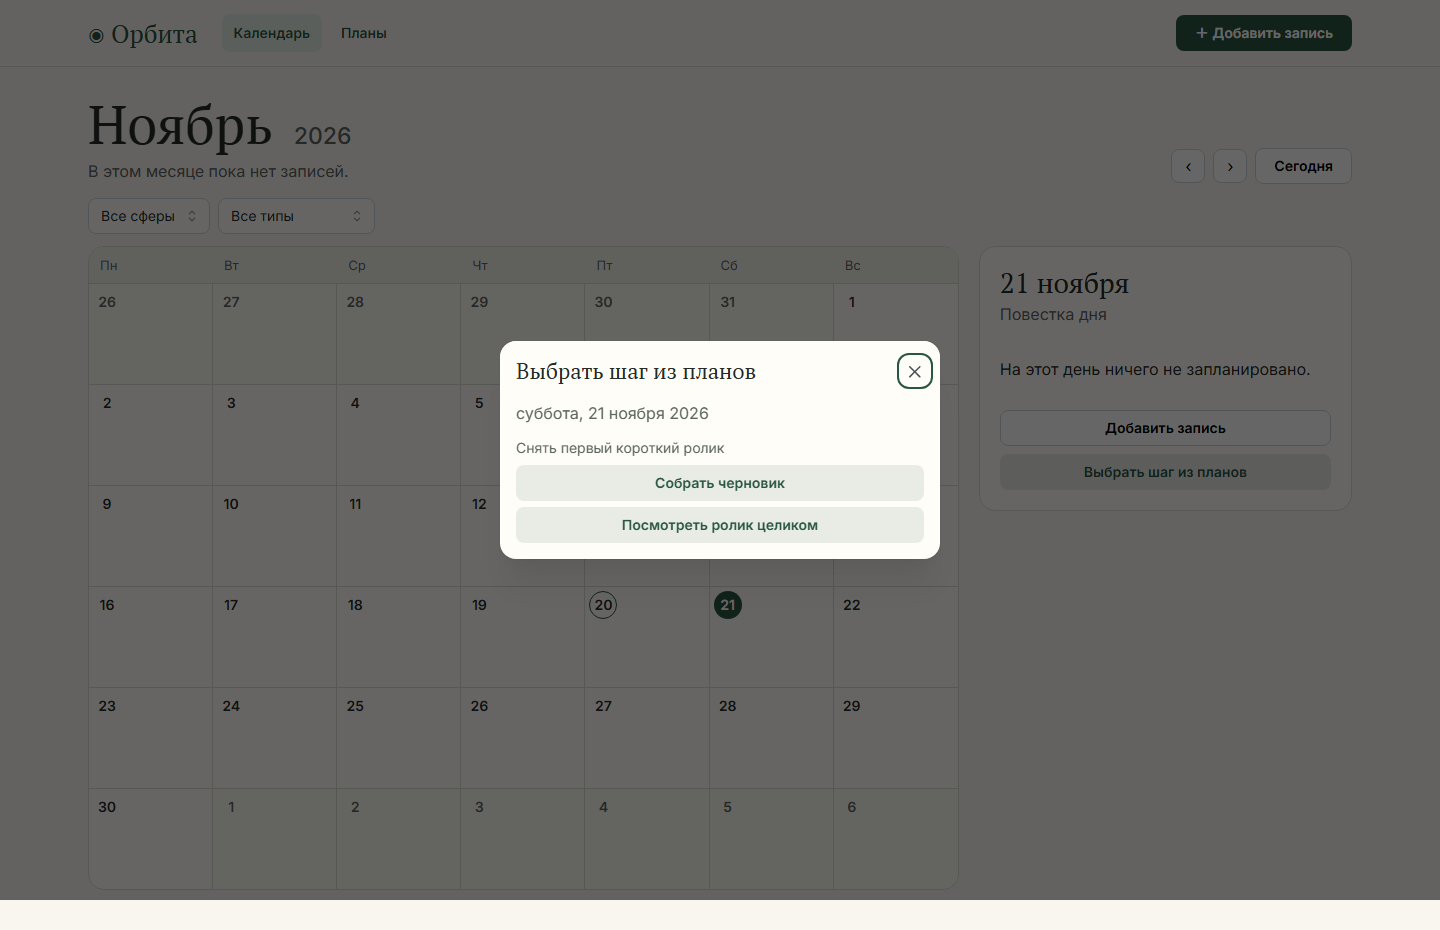 ◉ Орбита Календарь Планы + Добавить запись
Ноябрь 2026
В этом месяце пока нет записей.
‹ › Сегодня
Все сферы Все типы
Пн Вт Ср Чт Пт Сб Вс
26 27 28 29 30 31 1
2 3 4 5
9 10 11 12
16 17 18 19 20 21 22
23 24 25 26 27 28 29
30 1 2 3 4 5 6
21 ноября
Повестка дня
На этот день ничего не запланировано.
Добавить запись
Выбрать шаг из планов
Выбрать шаг из планов
суббота, 21 ноября 2026
Снять первый короткий ролик
Собрать черновик
Посмотреть ролик целиком